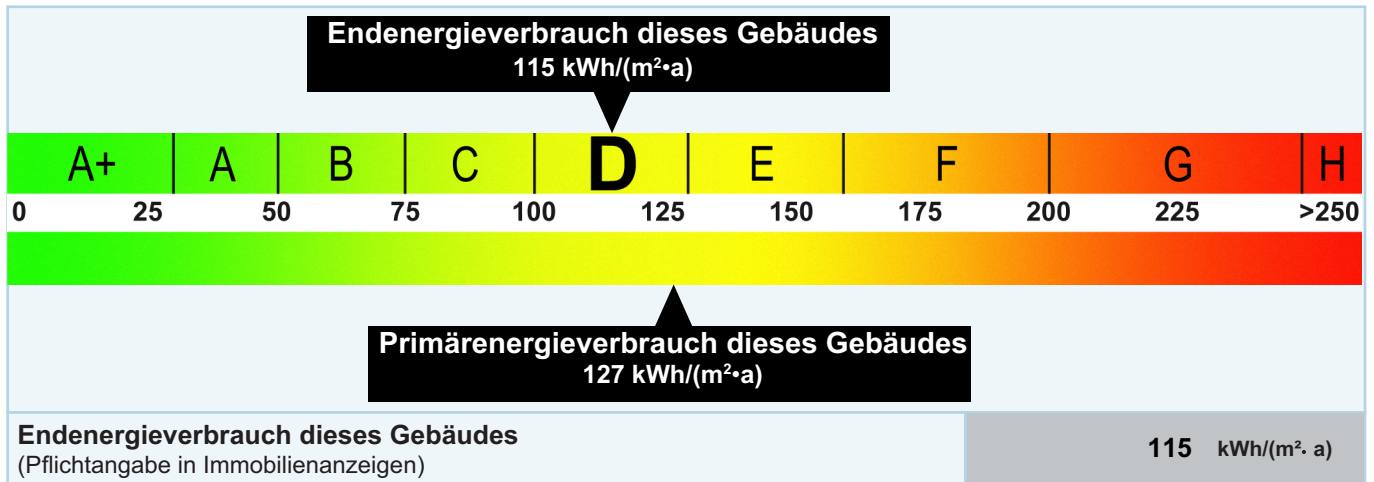 Endenergieverbrauch dieses Gebäudes
115 kWh/(m²•a)
A+ A B C D E F G H
0 25 50 75 100 125 150 175 200 225 >250
Primärenergieverbrauch dieses Gebäudes
127 kWh/(m²•a)
Endenergieverbrauch dieses Gebäudes
(Pflichtangabe in Immobilienanzeigen)
115 kWh/(m²· a)